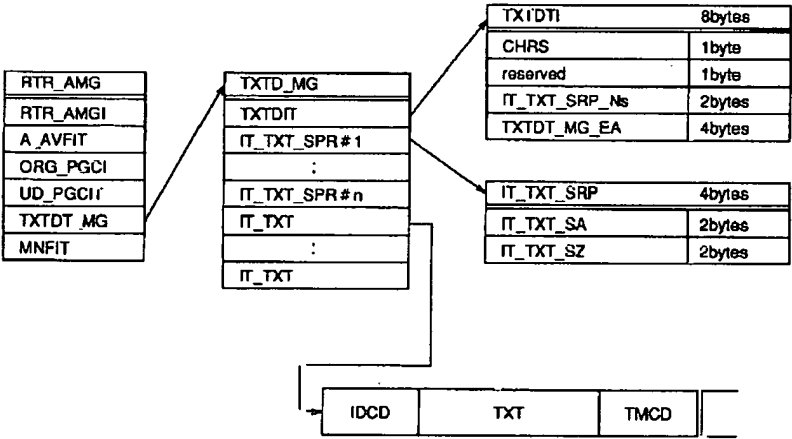 RTR_AMG
RTR_AMGI
A_AVFIT
ORG_PGCI
UD_PGCIT
TXTDT_MG
MNFIT
TXTD_MG
TXTDIT
IT_TXT_SPR#1
:
IT_TXT_SPR#n
IT_TXT
:
IT_TXT
TXTDTI 8bytes
CHRS 1byte
reserved 1byte
IT_TXT_SRP_Ns 2bytes
TXTDT_MG_EA 4bytes
IT_TXT_SRP 4bytes
IT_TXT_SA 2bytes
IT_TXT_SZ 2bytes
IDCD TXT TMCD